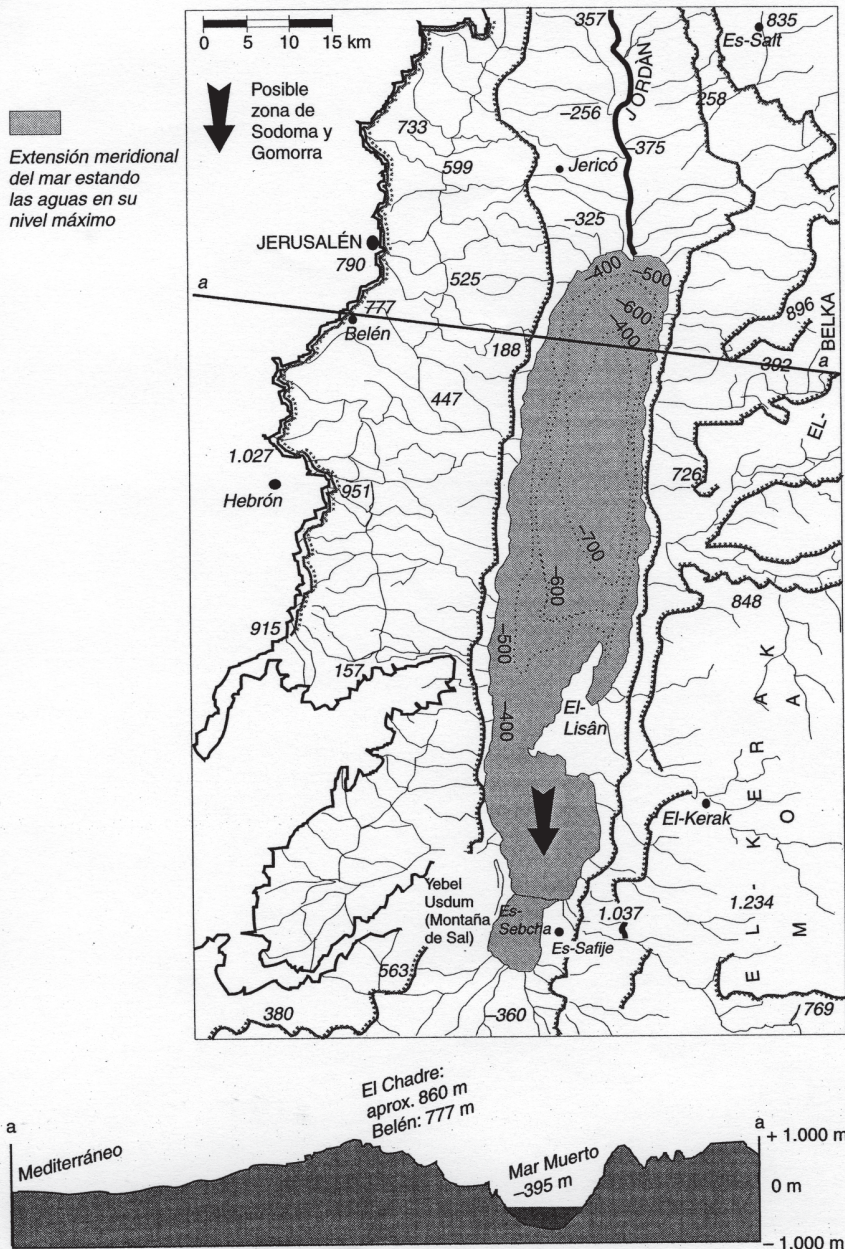 0 5 10 15 km
Posible
zona de
Sodoma y
Gomorra
Extensión meridional
del mar estando
las aguas en su
nivel máximo
357
835
Es-Salt
JORDÁN
258
–256
733
–375
599
Jericó
–325
JERUSALÉN
790
–400
–500
525
a
777
–600
896
BELKA
–400
Belén
188
392
a
447
EL-
1.027
726
951
Hebrón
–700
–600
848
915
–500
157
El-
Lisân
–400
EL-KERAK
MOA
El-Kerak
Yebel
Usdum
(Montaña
de Sal)
Es-
Sebcha
1.037
1.234
Es-Safije
563
380
–360
769
El Chadre:
aprox. 860 m
Belén: 777 m
a
a
+ 1.000 m
Mediterráneo
Mar Muerto
–395 m
0 m
– 1.000 m